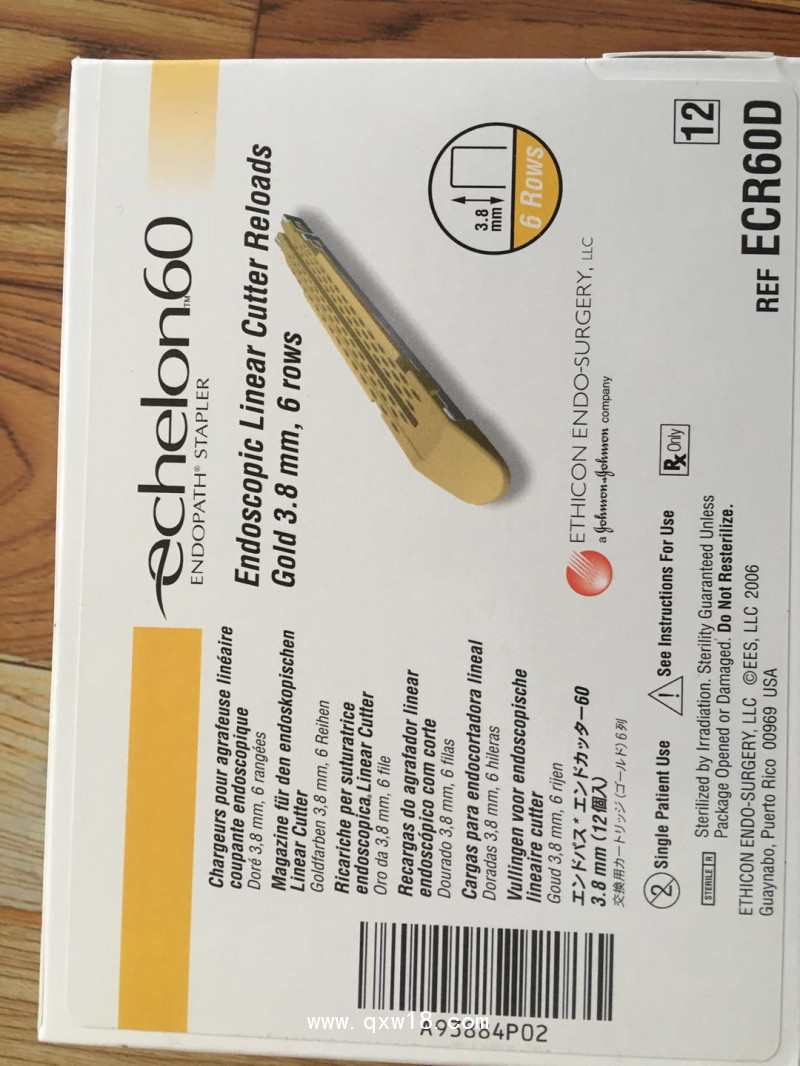 echelon60™
ENDOPATH® STAPLER
Endoscopic Linear Cutter Reloads
Gold 3.8 mm, 6 rows
3.8
mm
6 Rows
Chargeurs pour agrafeuse linéaire
coupante endoscopique
Doré 3,8 mm, 6 rangées
Magazine für den endoskopischen
Linear Cutter
Goldfarben 3,8 mm, 6 Reihen
Ricariche per suturatrice
endoscopica Linear Cutter
Oro da 3,8 mm, 6 file
Recargas do agrafador linear
endoscópico com corte
Dourado 3,8 mm, 6 filas
Cargas para endocortadora lineal
Doradas 3,8 mm, 6 hileras
Vullingen voor endoscopische
lineaire cutter
Goud 3,8 mm, 6 rijen
エンドパス* エンドカッター60
3.8 mm (12個入)
交換用カートリッジ (ゴールド) 6列
ETHICON ENDO-SURGERY, LLC
a Johnson&Johnson company
2 Single Patient Use
! See Instructions For Use
Rx Only
12
STERILE R
Sterilized by Irradiation. Sterility Guaranteed Unless
Package Opened or Damaged. Do Not Resterilize.
ETHICON ENDO-SURGERY, LLC ©EES, LLC 2006
Guaynabo, Puerto Rico 00969 USA
REF ECR60D
A93884P02
www.qxw18.com